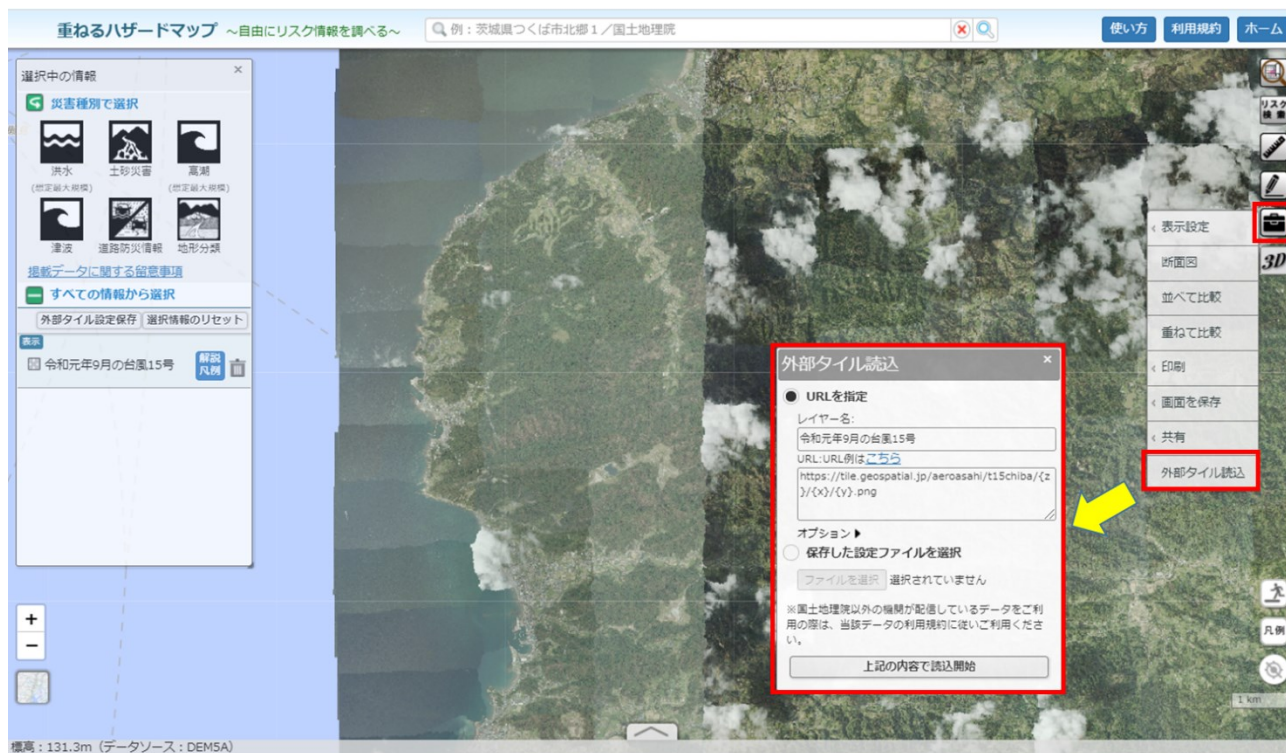 重ねるハザードマップ ～自由にリスク情報を調べる～
例：茨城県つくば市北郷１／国土地理院
使い方
利用規約
ホーム
選択中の情報
×
災害種別で選択
洪水
(想定最大規模)
土砂災害
高潮
(想定最大規模)
津波
道路防災情報
地形分類
掲載データに関する留意事項
すべての情報から選択
外部タイル設定保存
選択情報のリセット
表示
令和元年9月の台風15号
解説
凡例
リスク
検索
3D
‹ 表示設定
断面図
並べて比較
重ねて比較
‹ 印刷
‹ 画面を保存
‹ 共有
外部タイル読込
外部タイル読込
×
URLを指定
レイヤー名:
令和元年9月の台風15号
URL:URL例はこちら
https://tile.geospatial.jp/aeroasahi/t15chiba/{z
}/{x}/{y}.png
オプション▶
保存した設定ファイルを選択
ファイルを選択 選択されていません
※国土地理院以外の機関が配信しているデータをご利
用の際は、当該データの利用規約に従いご利用くださ
い。
上記の内容で読込開始
+
−
凡例
1 km
標高：131.3m（データソース：DEM5A）